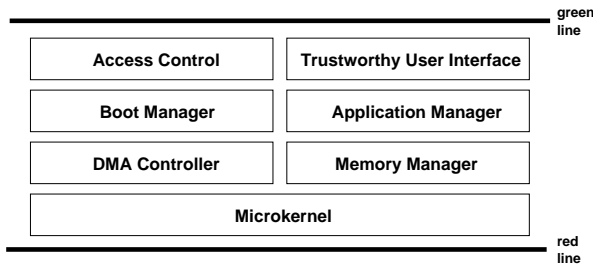 green
line
Access Control
Trustworthy User Interface
Boot Manager
Application Manager
DMA Controller
Memory Manager
Microkernel
red
line